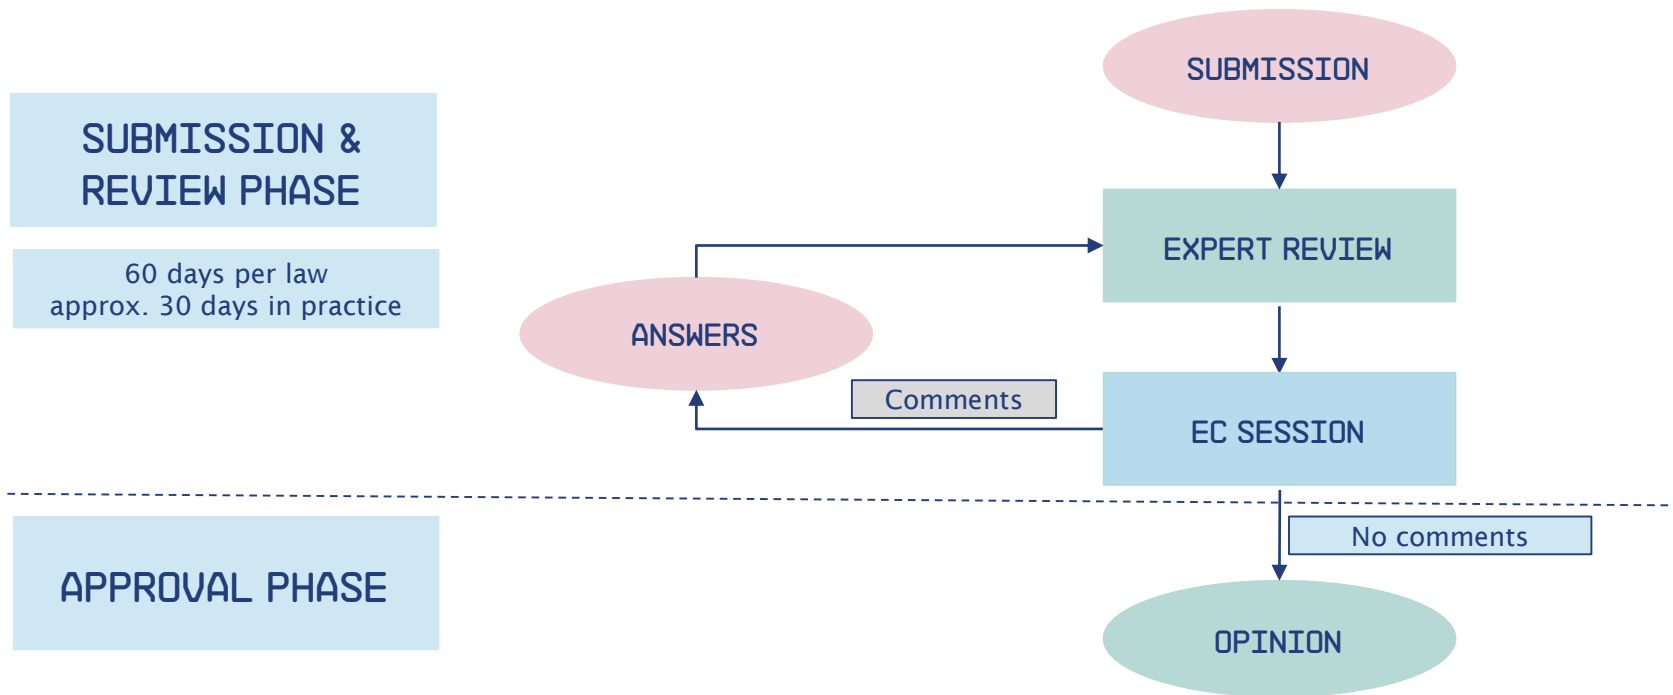 SUBMISSION
SUBMISSION &
REVIEW PHASE
60 days per law
approx. 30 days in practice
EXPERT REVIEW
ANSWERS
Comments
EC SESSION
No comments
APPROVAL PHASE
OPINION